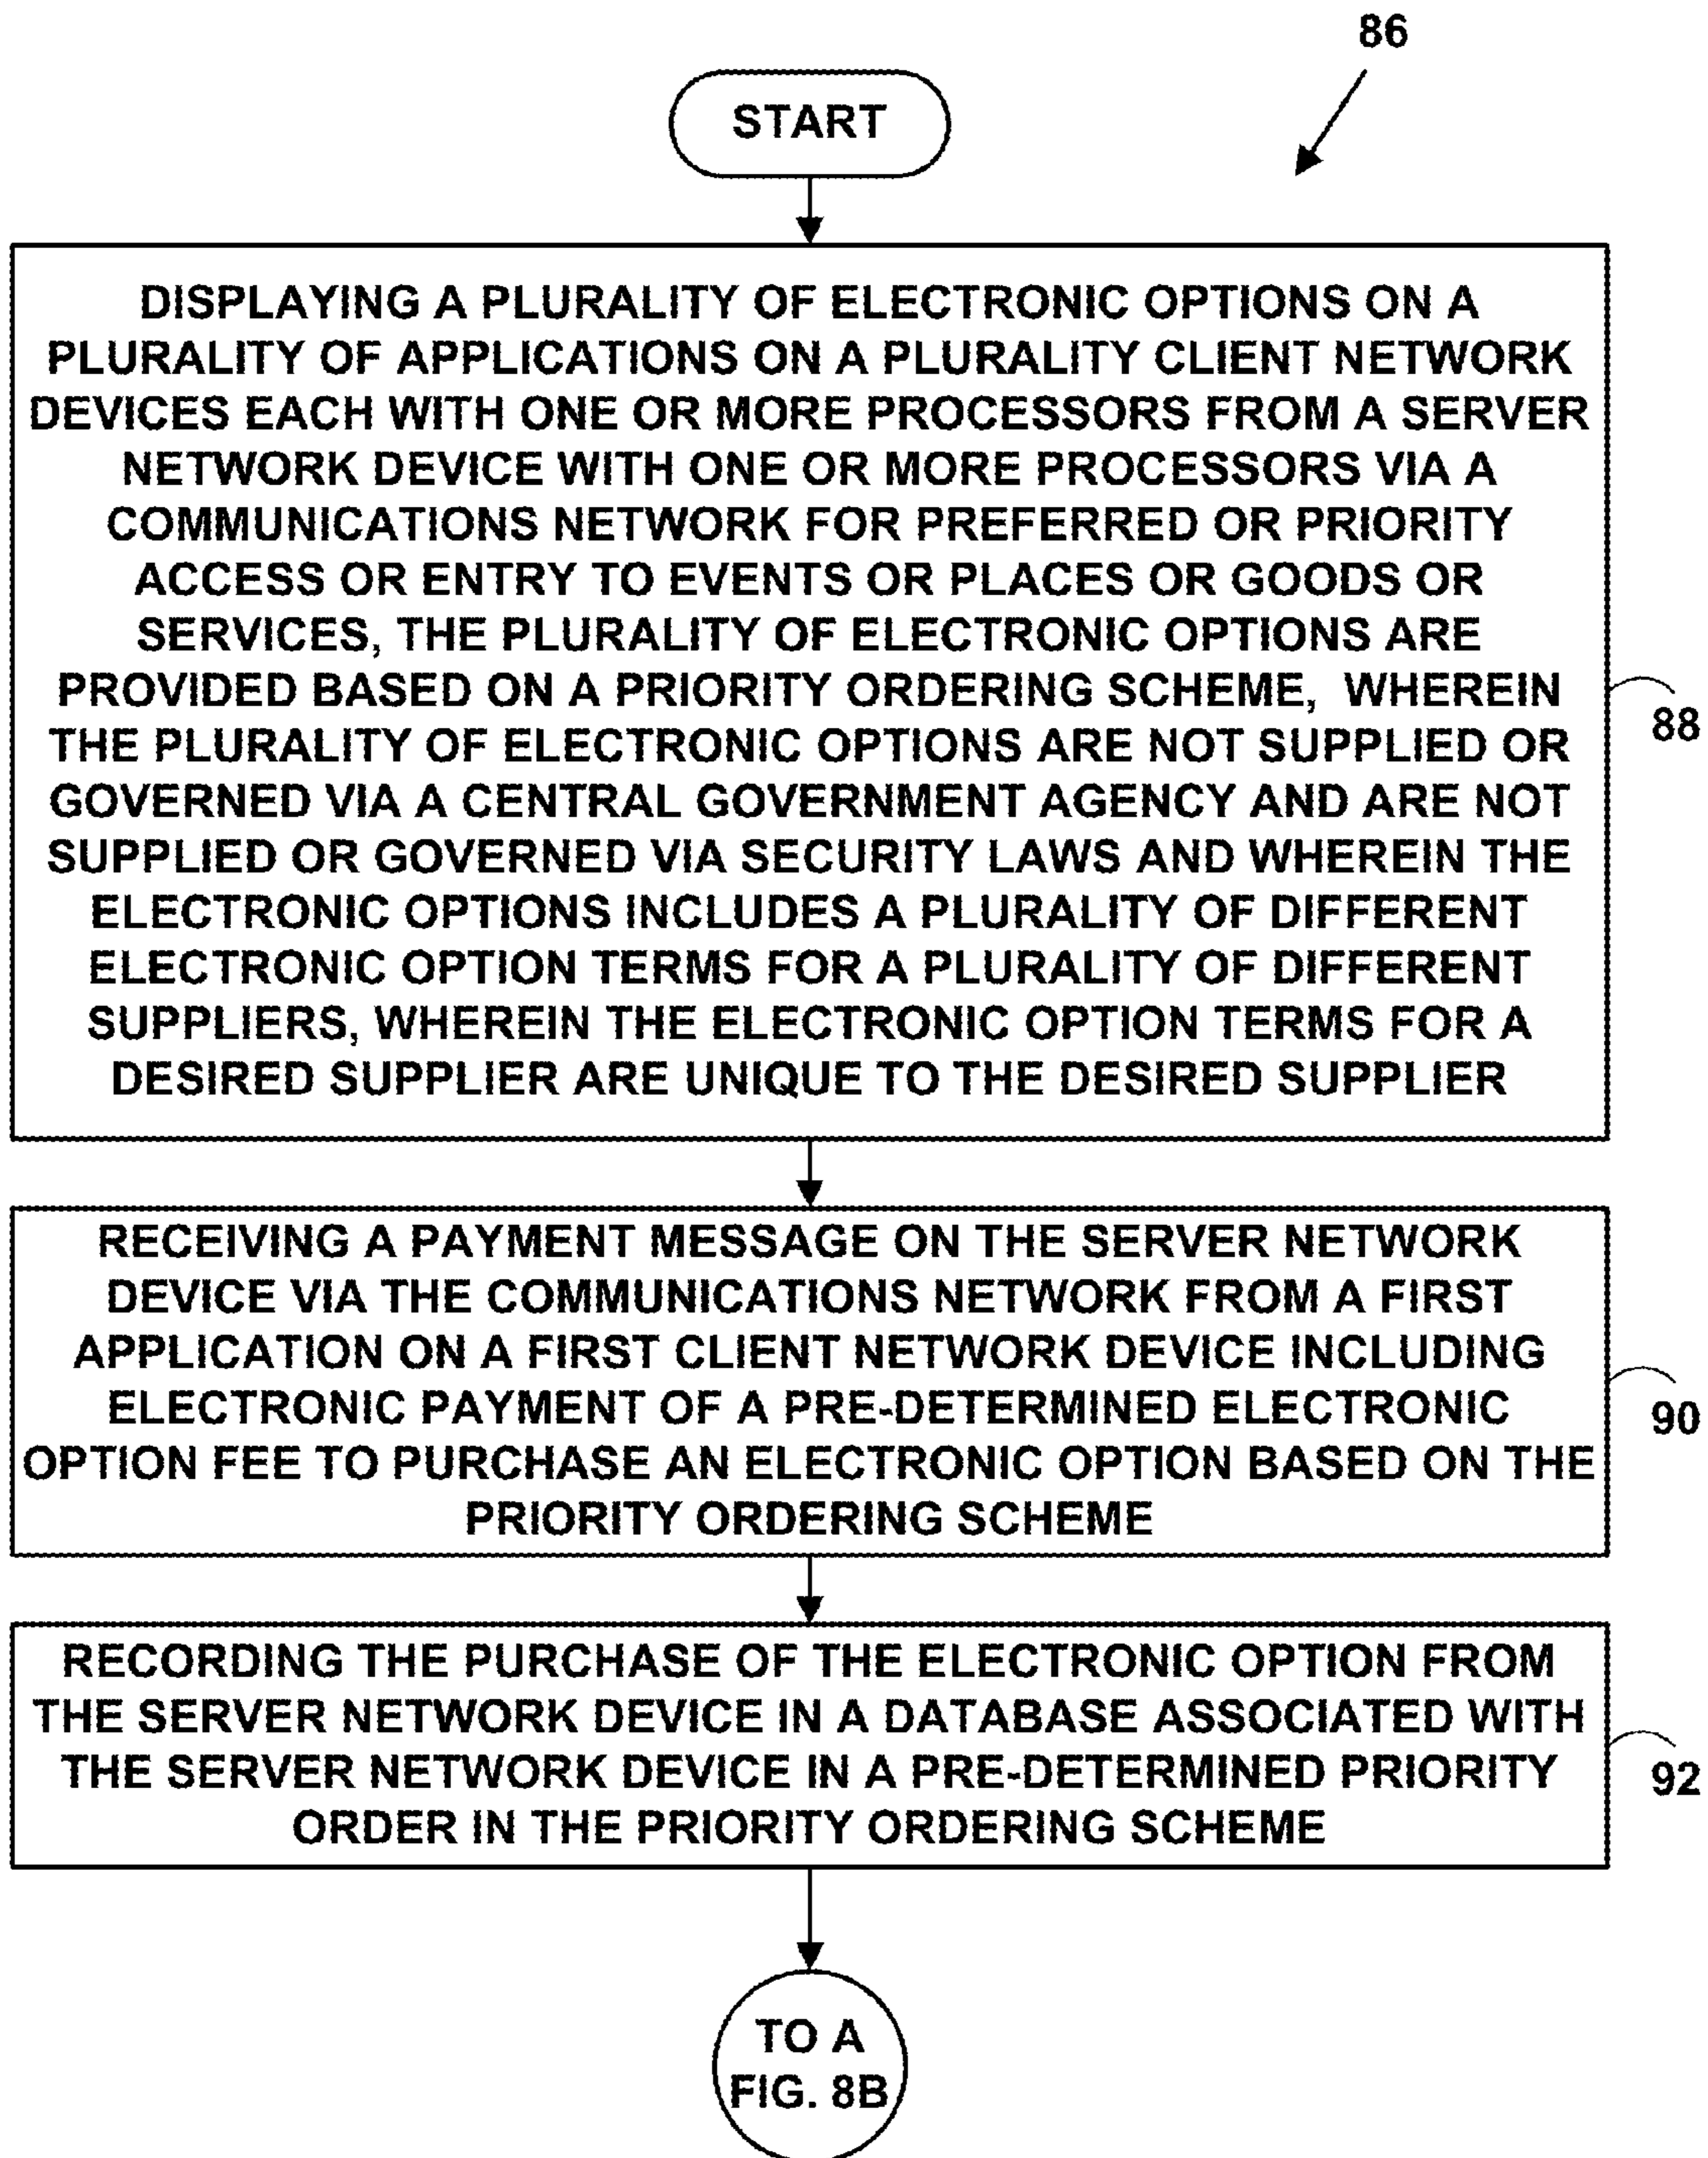 86
START
DISPLAYING A PLURALITY OF ELECTRONIC OPTIONS ON A
PLURALITY OF APPLICATIONS ON A PLURALITY CLIENT NETWORK
DEVICES EACH WITH ONE OR MORE PROCESSORS FROM A SERVER
NETWORK DEVICE WITH ONE OR MORE PROCESSORS VIA A
COMMUNICATIONS NETWORK FOR PREFERRED OR PRIORITY
ACCESS OR ENTRY TO EVENTS OR PLACES OR GOODS OR
SERVICES, THE PLURALITY OF ELECTRONIC OPTIONS ARE
PROVIDED BASED ON A PRIORITY ORDERING SCHEME, WHEREIN
THE PLURALITY OF ELECTRONIC OPTIONS ARE NOT SUPPLIED OR
GOVERNED VIA A CENTRAL GOVERNMENT AGENCY AND ARE NOT
SUPPLIED OR GOVERNED VIA SECURITY LAWS AND WHEREIN THE
ELECTRONIC OPTIONS INCLUDES A PLURALITY OF DIFFERENT
ELECTRONIC OPTION TERMS FOR A PLURALITY OF DIFFERENT
SUPPLIERS, WHEREIN THE ELECTRONIC OPTION TERMS FOR A
DESIRED SUPPLIER ARE UNIQUE TO THE DESIRED SUPPLIER
88
RECEIVING A PAYMENT MESSAGE ON THE SERVER NETWORK
DEVICE VIA THE COMMUNICATIONS NETWORK FROM A FIRST
APPLICATION ON A FIRST CLIENT NETWORK DEVICE INCLUDING
ELECTRONIC PAYMENT OF A PRE-DETERMINED ELECTRONIC
OPTION FEE TO PURCHASE AN ELECTRONIC OPTION BASED ON THE
PRIORITY ORDERING SCHEME
90
RECORDING THE PURCHASE OF THE ELECTRONIC OPTION FROM
THE SERVER NETWORK DEVICE IN A DATABASE ASSOCIATED WITH
THE SERVER NETWORK DEVICE IN A PRE-DETERMINED PRIORITY
ORDER IN THE PRIORITY ORDERING SCHEME
92
TO A
FIG. 8B